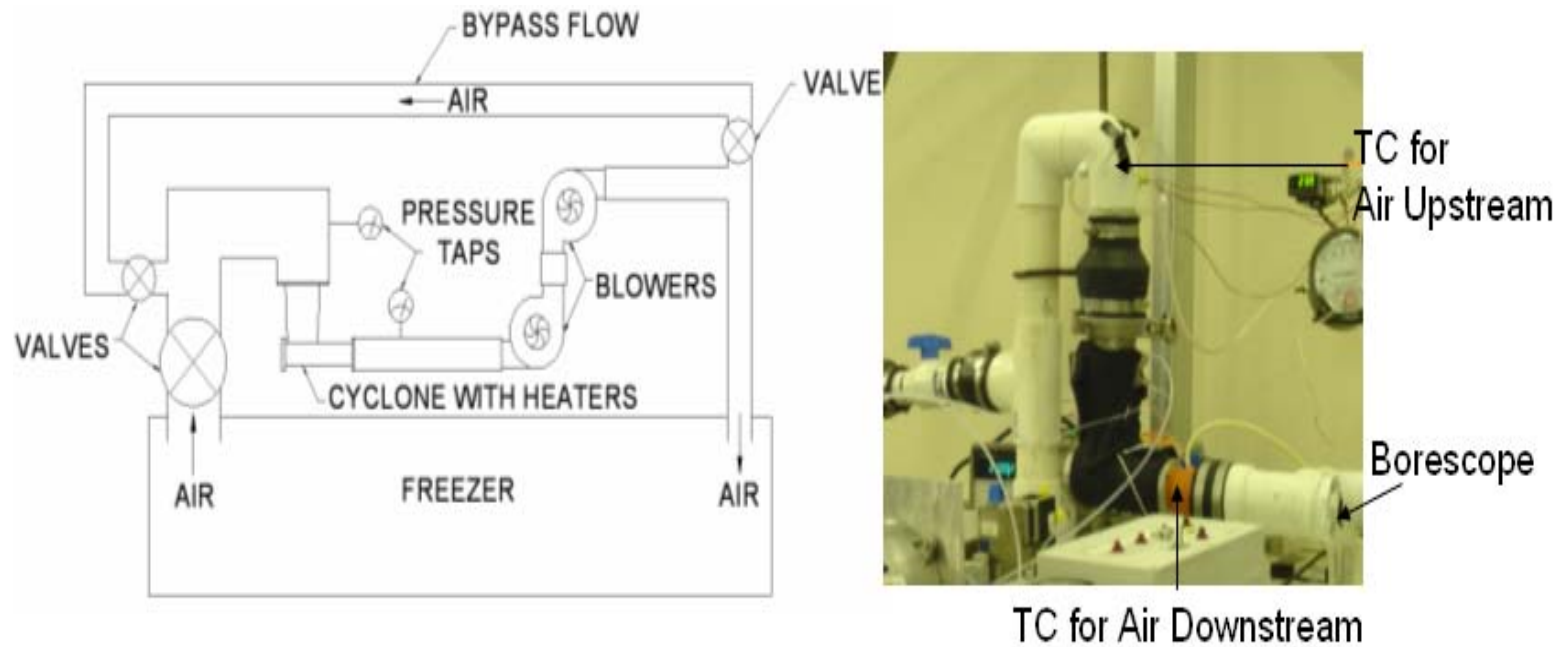 BYPASS FLOW
AIR
VALVE
PRESSURE
TAPS
BLOWERS
VALVES
CYCLONE WITH HEATERS
AIR
FREEZER
AIR
TC for
Air Upstream
Borescope
TC for Air Downstream